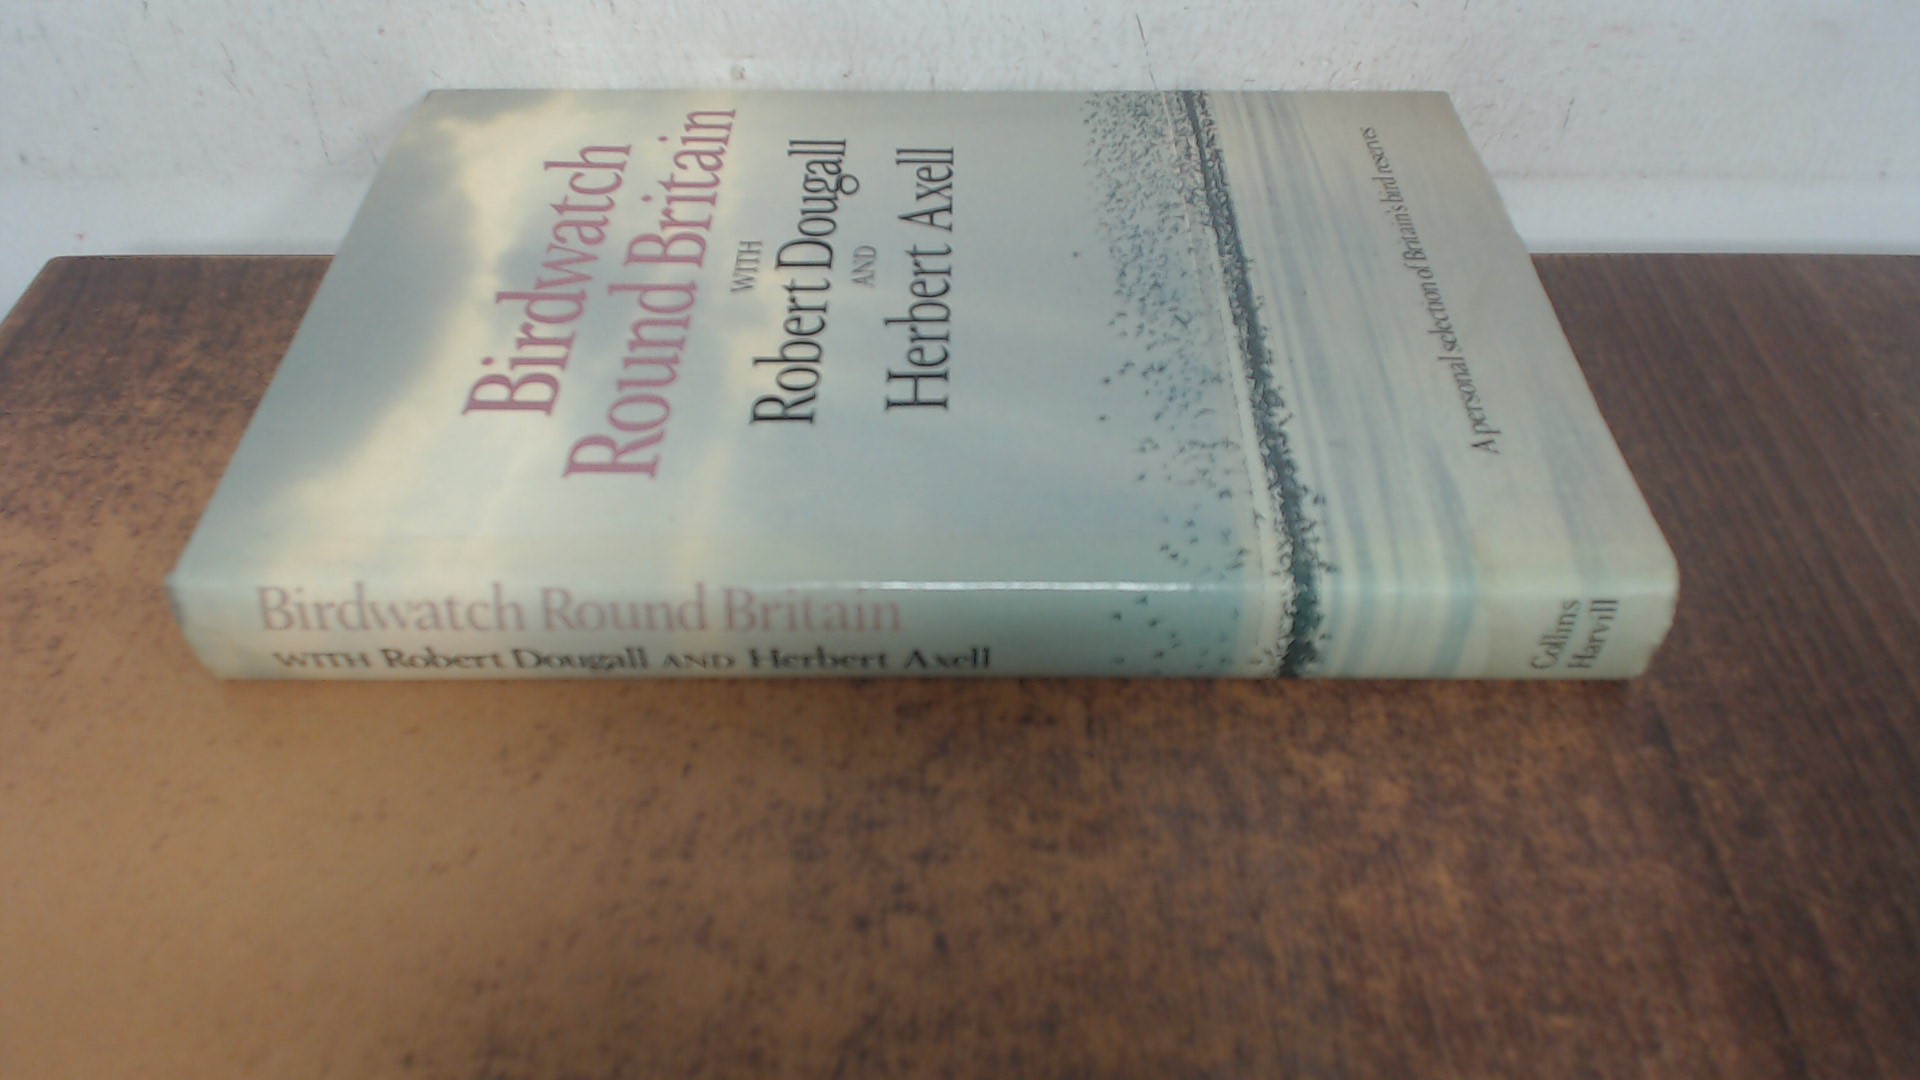 Birdwatch
Round Britain
WITH
Robert Dougall
AND
Herbert Axell
A personal selection of Britain's bird reserves
Birdwatch Round Britain
WITH Robert Dougall AND Herbert Axell
Collins
Harvill